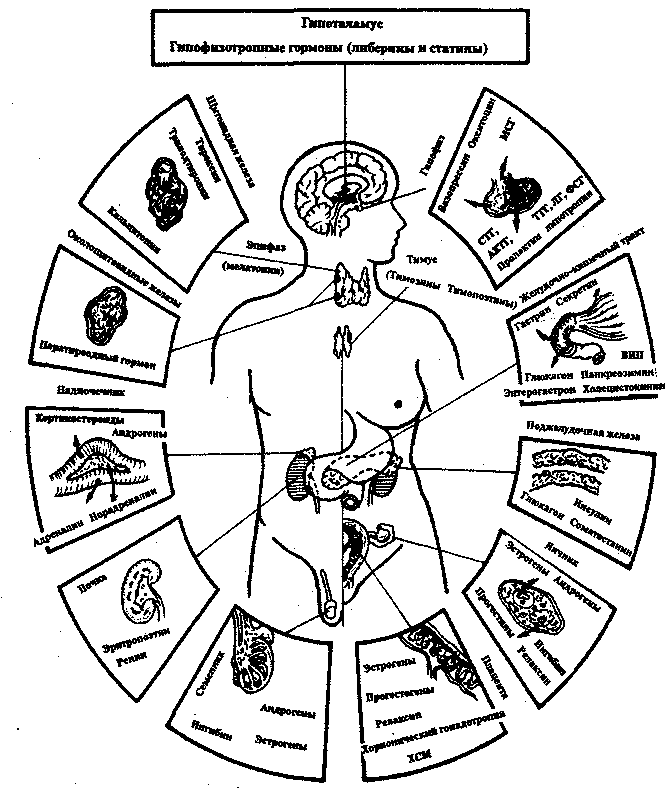 Гипоталамус
Гипофизотропные гормоны (либерины и статины)
Щитовидная железа
Тироксин
Трииодтиронин
Кальцитонин
Гипофиз
Вазопрессин Окситоцин
МСГ
СТГ,
АКТГ,
ТТГ, ЛГ, ФСГ
Пролактин липотропин
Эпифаз
(мелатонин)
Тимус
(Тимозины Тимопоэтины)
Околощитовидные железы
Паратиреоидный гормон
Желудочно-кишечный тракт
Гастрин Секретин
ВИП
Глюкагон Панкреозимин
Энтерогастрон Холецистокинин
Надпочечник
Кортикостероиды
Андрогены
Адреналин Норадреналин
Поджелудочная железа
Инсулин
Глюкагон Соматостатин
Почка
Эритропоэтин
Ренин
Яичник
Эстрогены Андрогены
Прогестины Релаксин
Ингибин
Семенник
Андрогены
Ингибин Эстрогены
Плацента
Эстрогены
Прогестогены
Релаксин
Хорионический гонадотропин
ХСМ